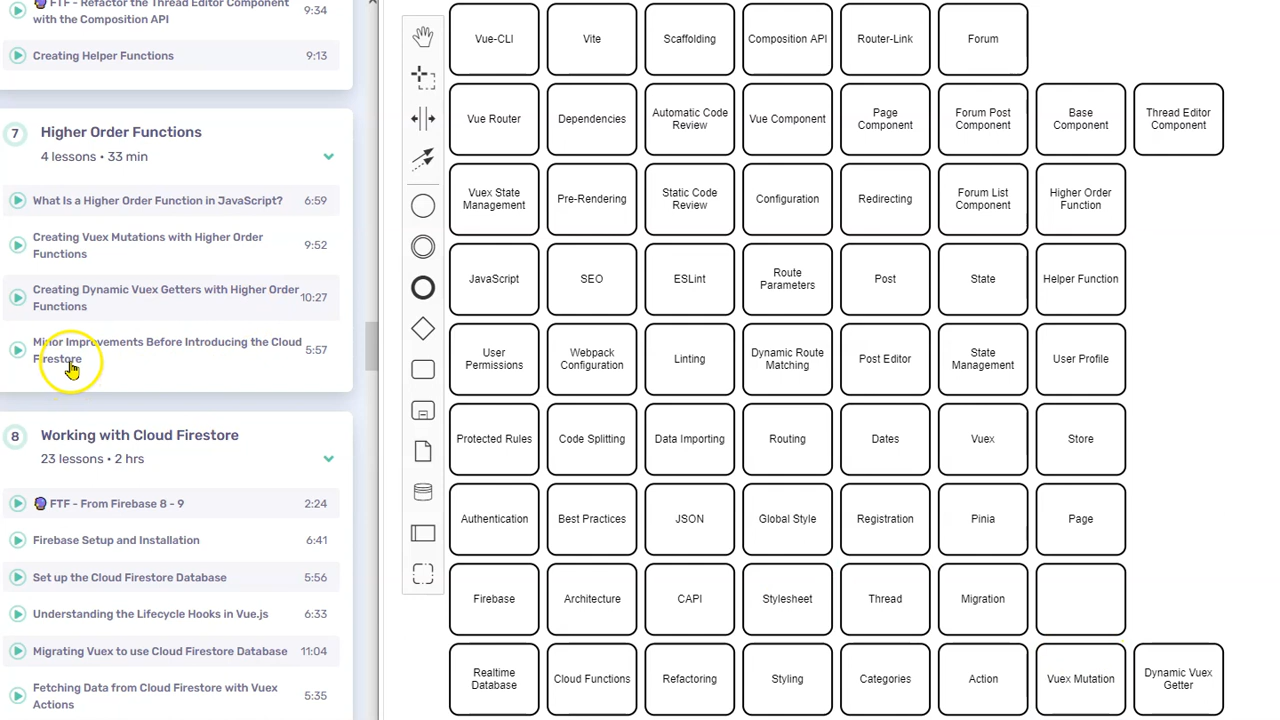 FTF - Refactor the Thread Editor Component
with the Composition API
9:34
Creating Helper Functions
9:13
7
Higher Order Functions
4 lessons • 33 min
What Is a Higher Order Function in JavaScript?
6:59
Creating Vuex Mutations with Higher Order
Functions
9:52
Creating Dynamic Vuex Getters with Higher Order
Functions
10:27
Minor Improvements Before Introducing the Cloud
Firestore
5:57
8
Working with Cloud Firestore
23 lessons • 2 hrs
FTF - From Firebase 8 - 9
2:24
Firebase Setup and Installation
6:41
Set up the Cloud Firestore Database
5:56
Understanding the Lifecycle Hooks in Vue.js
6:33
Migrating Vuex to use Cloud Firestore Database
11:04
Fetching Data from Cloud Firestore with Vuex
Actions
5:35
Vue-CLI
Vite
Scaffolding
Composition API
Router-Link
Forum
Vue Router
Dependencies
Automatic Code
Review
Vue Component
Page
Component
Forum Post
Component
Base
Component
Thread Editor
Component
Vuex State
Management
Pre-Rendering
Static Code
Review
Configuration
Redirecting
Forum List
Component
Higher Order
Function
JavaScript
SEO
ESLint
Route
Parameters
Post
State
Helper Function
User
Permissions
Webpack
Configuration
Linting
Dynamic Route
Matching
Post Editor
State
Management
User Profile
Protected Rules
Code Splitting
Data Importing
Routing
Dates
Vuex
Store
Authentication
Best Practices
JSON
Global Style
Registration
Pinia
Page
Firebase
Architecture
CAPI
Stylesheet
Thread
Migration
Realtime
Database
Cloud Functions
Refactoring
Styling
Categories
Action
Vuex Mutation
Dynamic Vuex
Getter